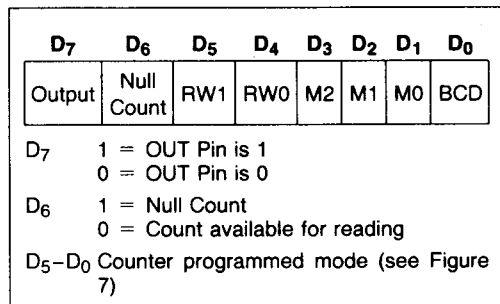 D7 D6 D5 D4 D3 D2 D1 D0
Output Null Count RW1 RW0 M2 M1 M0 BCD
D7 1 = OUT Pin is 1
0 = OUT Pin is 0
D6 1 = Null Count
0 = Count available for reading
D5–D0 Counter programmed mode (see Figure
7)